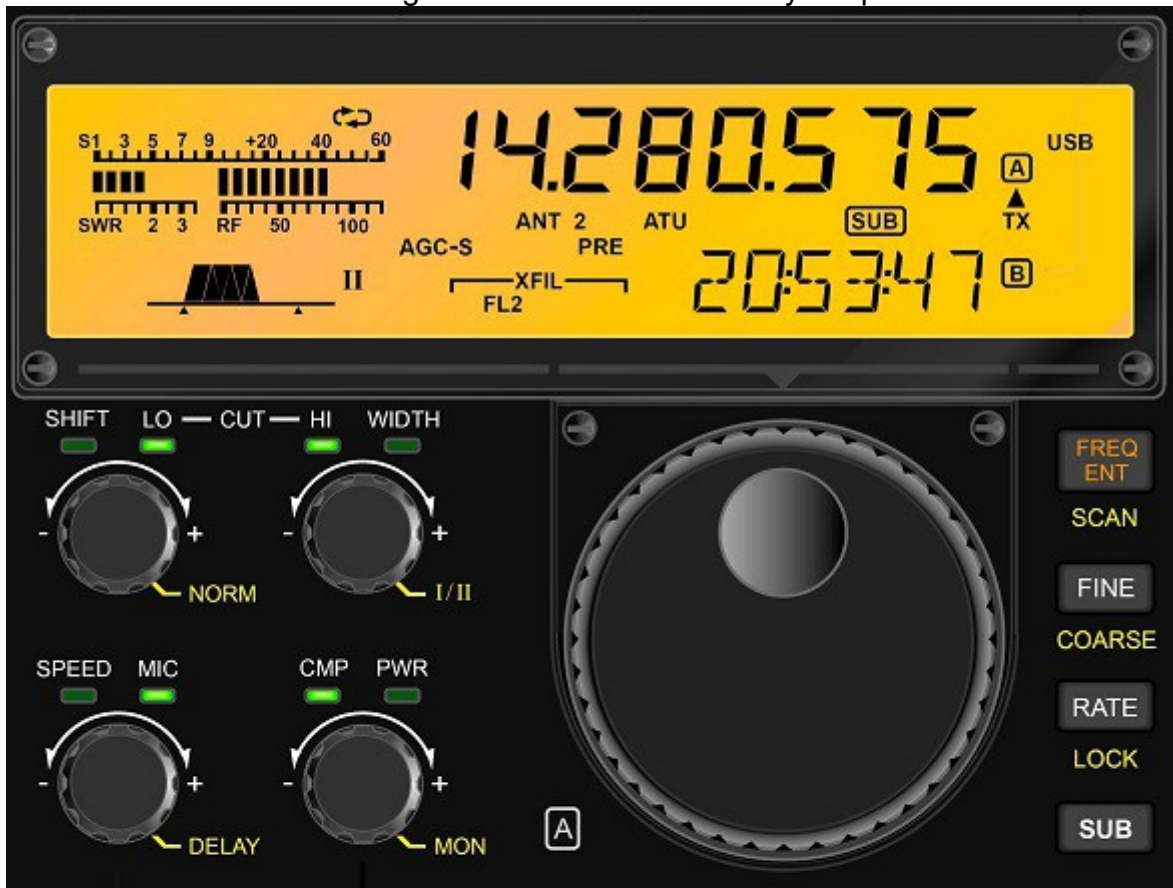 14.280.575
USB
S1 3 5 7 9 +20 40 60
A
SWR 2 3 RF 50 100
ANT 2 ATU SUB TX
AGC-S PRE
II
XFIL
FL2
20:53:47 B
SHIFT LO CUT HI WIDTH
- + - +
NORM I/II
FREQ
ENT
SCAN
FINE
COARSE
SPEED MIC CMP PWR
- + - +
DELAY MON
RATE
LOCK
A
SUB